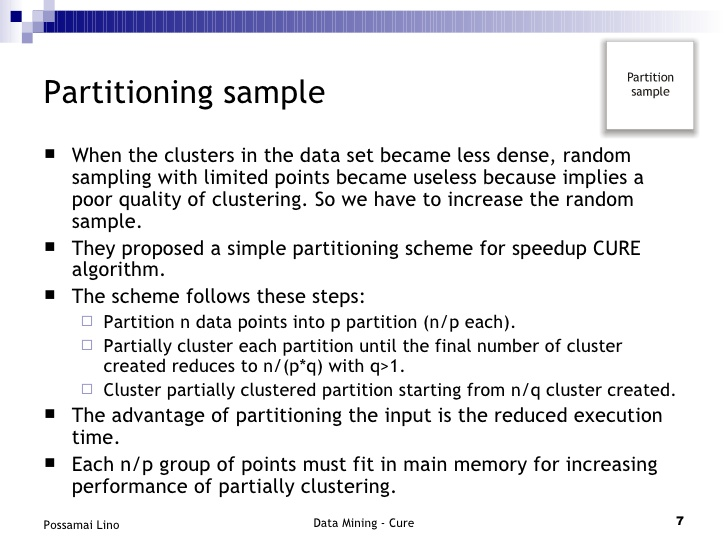 Partition
sample
Partitioning sample
When the clusters in the data set became less dense, random
sampling with limited points became useless because implies a
poor quality of clustering. So we have to increase the random
sample.
They proposed a simple partitioning scheme for speedup CURE
algorithm.
The scheme follows these steps:
Partition n data points into p partition (n/p each).
Partially cluster each partition until the final number of cluster
created reduces to n/(p*q) with q>1.
Cluster partially clustered partition starting from n/q cluster created.
The advantage of partitioning the input is the reduced execution
time.
Each n/p group of points must fit in main memory for increasing
performance of partially clustering.
Possamai Lino
Data Mining - Cure
7